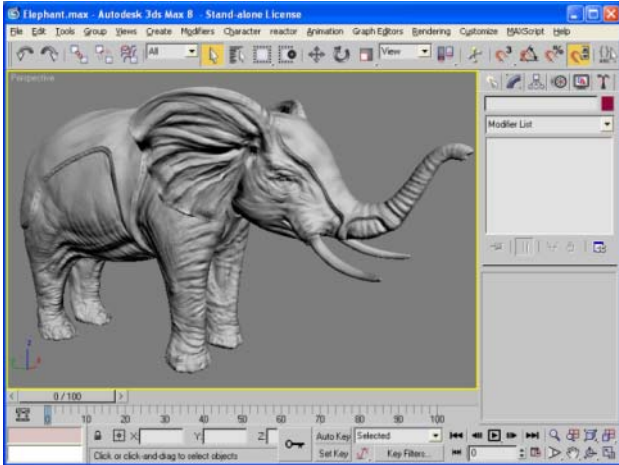 Elephant.max - Autodesk 3ds Max 8 - Stand-alone License
File Edit Tools Group Views Create Modifiers Character reactor Animation Graph Editors Rendering Customize MAXScript Help
All
View
Perspective
Modifier List
z
x
0 / 100
0 10 20 30 40 50 60 70 80 90 100
X: Y: Z:
Auto Key Selected
Click or click-and-drag to select objects
Set Key Key Filters... 0